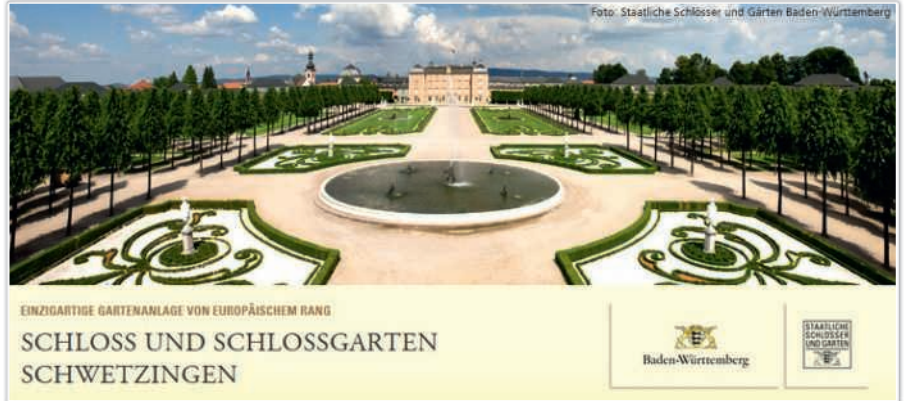 Foto: Staatliche Schlösser und Gärten Baden-Württemberg
EINZIGARTIGE GARTENANLAGE VON EUROPÄISCHEM RANG
SCHLOSS UND SCHLOSSGARTEN
SCHWETZINGEN
Baden-Württemberg
STAATLICHE
SCHLÖSSER
UND GÄRTEN